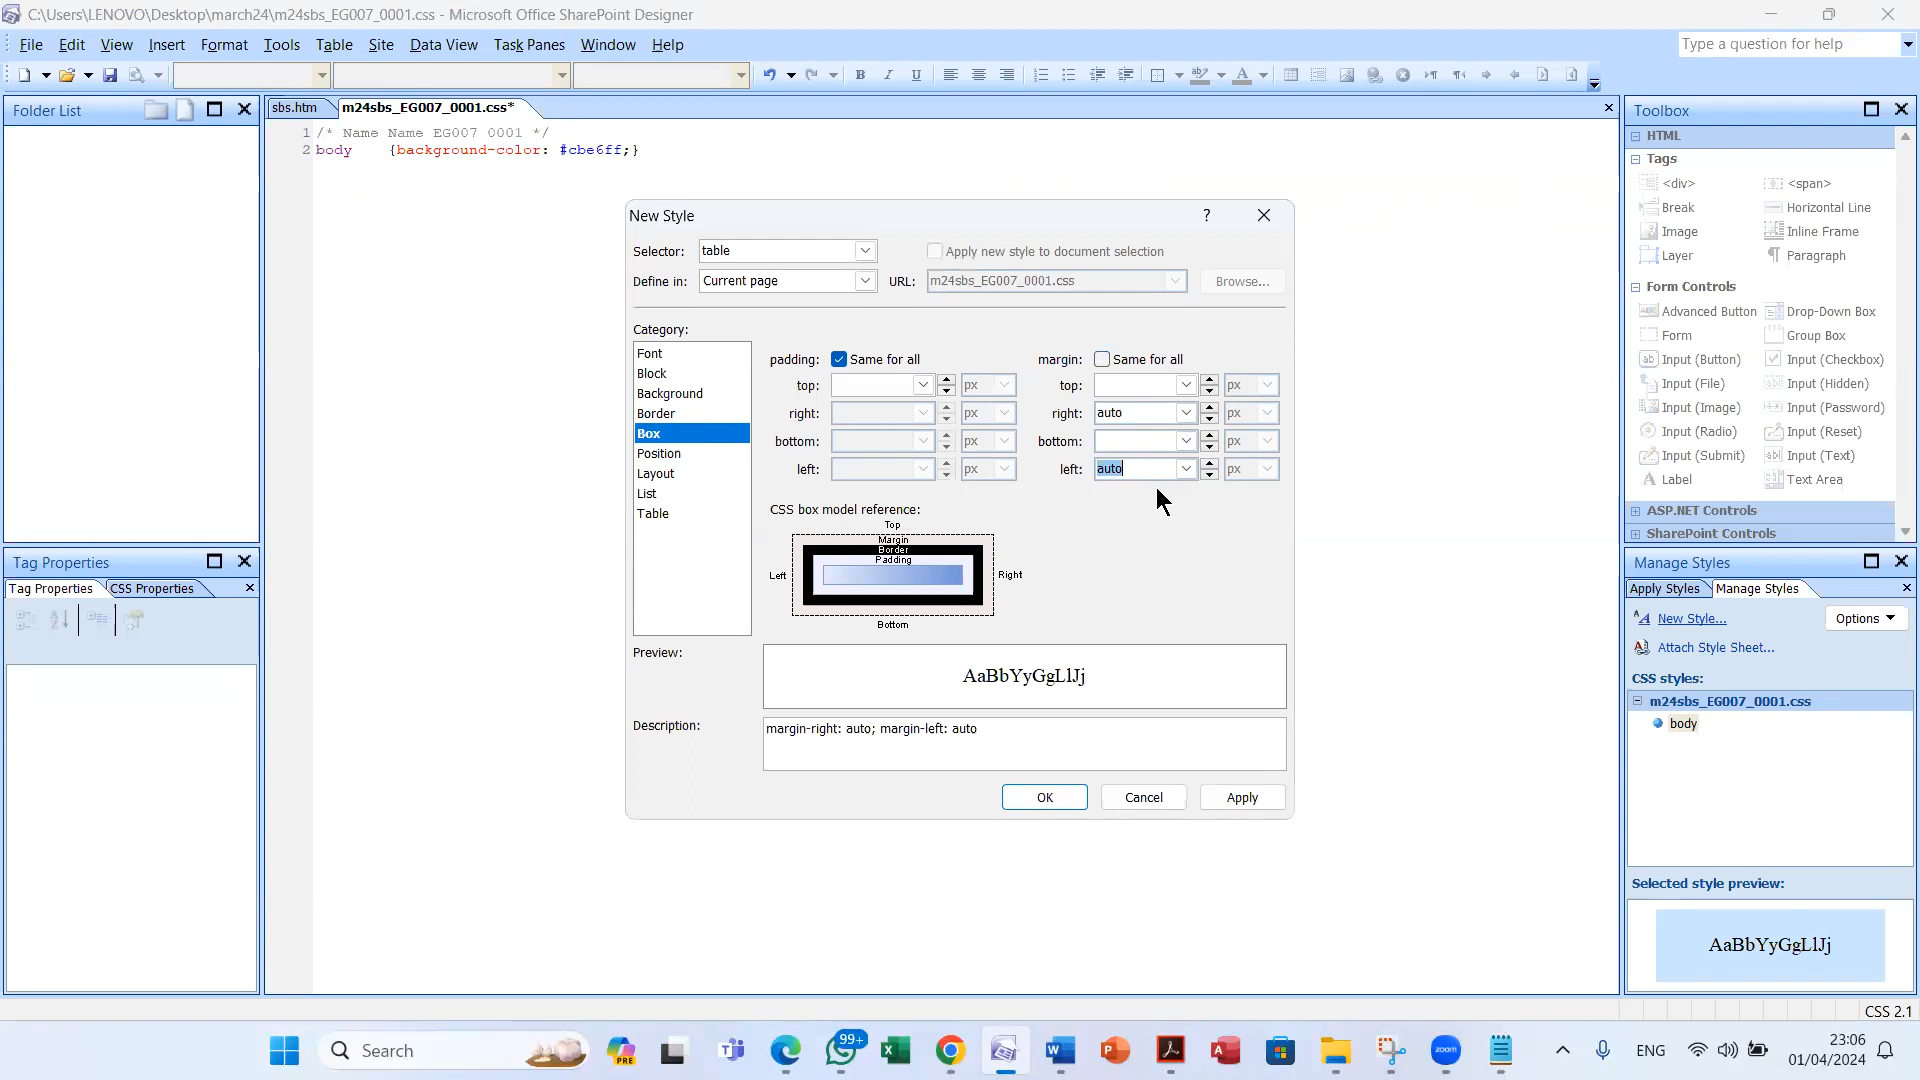 C:\Users\LENOVO\Desktop\march24\m24sbs_EG007_0001.css - Microsoft Office SharePoint Designer
File Edit View Insert Format Tools Table Site Data View Task Panes Window Help
Type a question for help
Folder List
sbs.htm m24sbs_EG007_0001.css*
1 /* Name Name EG007 0001 */
2 body {background-color: #cbe6ff;}
New Style
Selector: table
Apply new style to document selection
Define in: Current page
URL: m24sbs_EG007_0001.css
Browse...
Category:
Font
Block
Background
Border
Box
Position
Layout
List
Table
padding: Same for all
top: px
right: px
bottom: px
left: px
margin: Same for all
top: px
right: auto px
bottom: px
left: auto px
CSS box model reference:
Top
Margin
Border
Padding
Left
Right
Bottom
Preview:
AaBbYyGgLlJj
Description:
margin-right: auto; margin-left: auto
OK Cancel Apply
Tag Properties
Tag Properties CSS Properties
Toolbox
HTML
Tags
<div> <span>
Break Horizontal Line
Image Inline Frame
Layer Paragraph
Form Controls
Advanced Button Drop-Down Box
Form Group Box
Input (Button) Input (Checkbox)
Input (File) Input (Hidden)
Input (Image) Input (Password)
Input (Radio) Input (Reset)
Input (Submit) Input (Text)
Label Text Area
ASP.NET Controls
SharePoint Controls
Manage Styles
Apply Styles Manage Styles
New Style...
Options
Attach Style Sheet...
CSS styles:
m24sbs_EG007_0001.css
body
Selected style preview:
AaBbYyGgLlJj
CSS 2.1
Search
PRE
99+
zoom
ENG
23:06
01/04/2024